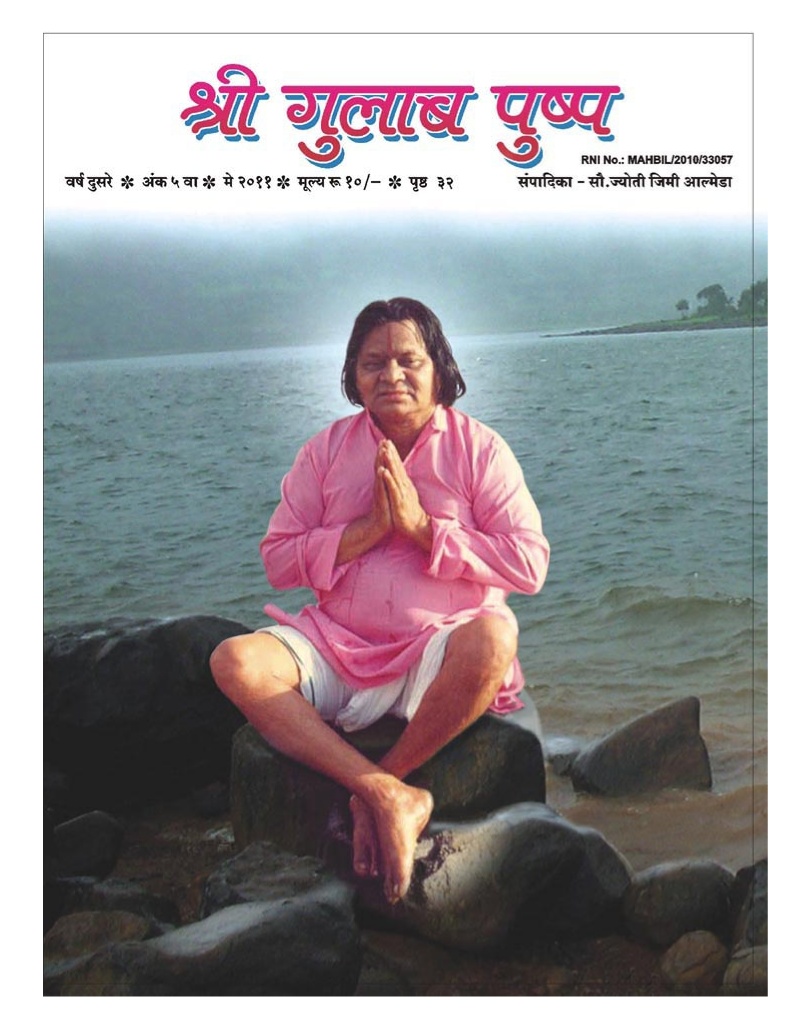 श्री गुलाब पुष्प
RNI No.: MAHBIL/2010/33057
वर्ष दुसरे ✻ अंक ५ वा ✻ मे २०११ ✻ मूल्य रू १०/– ✻ पृष्ठ ३२ संपादिका – सौ.ज्योती जिमी आल्मेडा